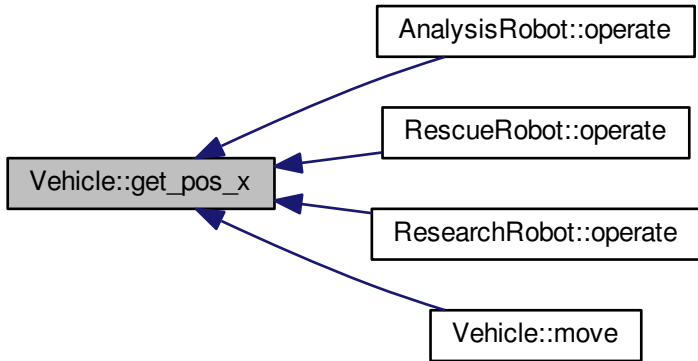 AnalysisRobot::operate
RescueRobot::operate
Vehicle::get_pos_x
ResearchRobot::operate
Vehicle::move